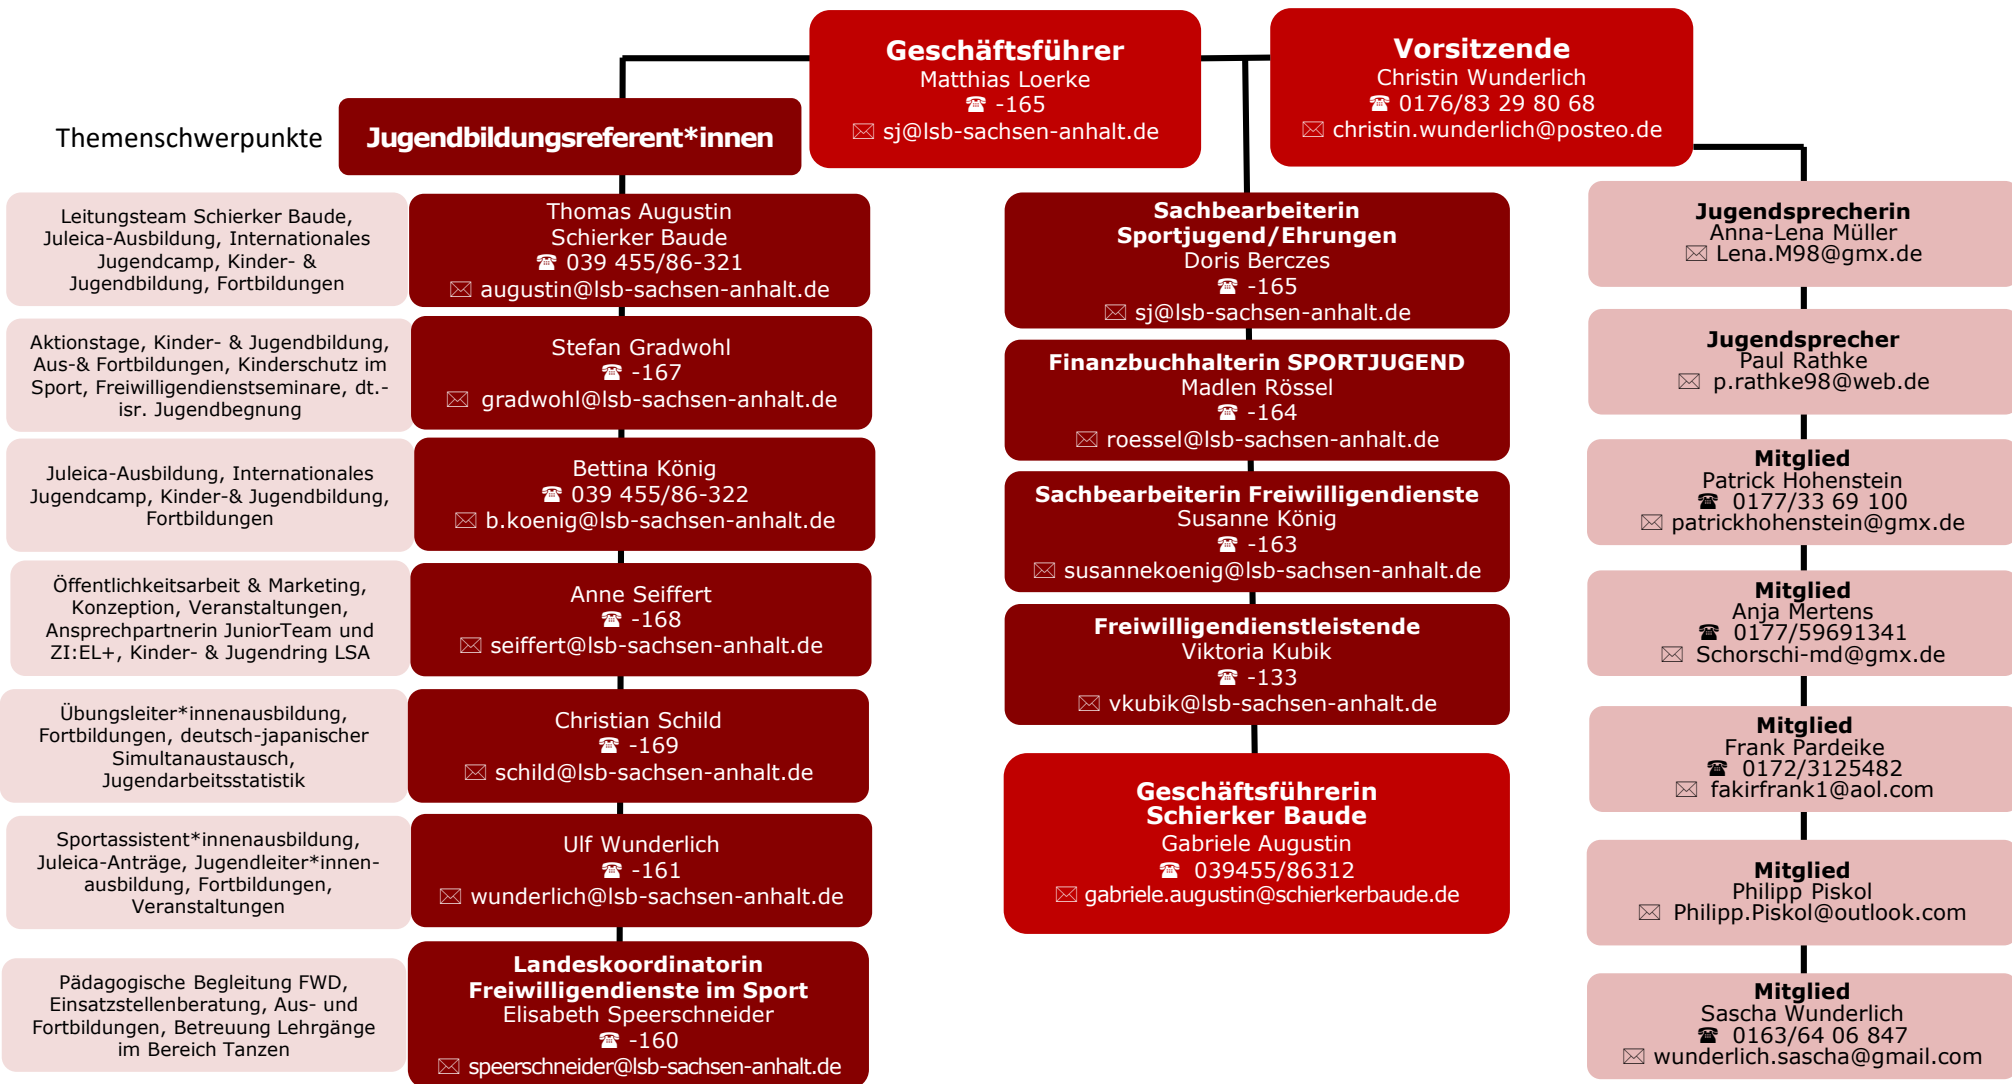 Geschäftsführer
Matthias Loerke
☎ -165
✉ sj@lsb-sachsen-anhalt.de
Vorsitzende
Christin Wunderlich
☎ 0176/83 29 80 68
✉ christin.wunderlich@posteo.de
Themenschwerpunkte
Jugendbildungsreferent*innen
Leitungsteam Schierker Baude,
Juleica-Ausbildung, Internationales
Jugendcamp, Kinder- &
Jugendbildung, Fortbildungen
Thomas Augustin
Schierker Baude
☎ 039 455/86-321
✉ augustin@lsb-sachsen-anhalt.de
Aktionstage, Kinder- & Jugendbildung,
Aus-& Fortbildungen, Kinderschutz im
Sport, Freiwilligendienstseminare, dt.-
isr. Jugendbegnung
Stefan Gradwohl
☎ -167
✉ gradwohl@lsb-sachsen-anhalt.de
Juleica-Ausbildung, Internationales
Jugendcamp, Kinder-& Jugendbildung,
Fortbildungen
Bettina König
☎ 039 455/86-322
✉ b.koenig@lsb-sachsen-anhalt.de
Öffentlichkeitsarbeit & Marketing,
Konzeption, Veranstaltungen,
Ansprechpartnerin JuniorTeam und
ZI:EL+, Kinder- & Jugendring LSA
Anne Seiffert
☎ -168
✉ seiffert@lsb-sachsen-anhalt.de
Übungsleiter*innenausbildung,
Fortbildungen, deutsch-japanischer
Simultanaustausch,
Jugendarbeitsstatistik
Christian Schild
☎ -169
✉ schild@lsb-sachsen-anhalt.de
Sportassistent*innenausbildung,
Juleica-Anträge, Jugendleiter*innen-
ausbildung, Fortbildungen,
Veranstaltungen
Ulf Wunderlich
☎ -161
✉ wunderlich@lsb-sachsen-anhalt.de
Pädagogische Begleitung FWD,
Einsatzstellenberatung, Aus- und
Fortbildungen, Betreuung Lehrgänge
im Bereich Tanzen
Landeskoordinatorin
Freiwilligendienste im Sport
Elisabeth Speerschneider
☎ -160
✉ speerschneider@lsb-sachsen-anhalt.de
Sachbearbeiterin
Sportjugend/Ehrungen
Doris Berczes
☎ -165
✉ sj@lsb-sachsen-anhalt.de
Finanzbuchhalterin SPORTJUGEND
Madlen Rössel
☎ -164
✉ roessel@lsb-sachsen-anhalt.de
Sachbearbeiterin Freiwilligendienste
Susanne König
☎ -163
✉ susannekoenig@lsb-sachsen-anhalt.de
Freiwilligendienstleistende
Viktoria Kubik
☎ -133
✉ vkubik@lsb-sachsen-anhalt.de
Geschäftsführerin
Schierker Baude
Gabriele Augustin
☎ 039455/86312
✉ gabriele.augustin@schierkerbaude.de
Jugendsprecherin
Anna-Lena Müller
✉ Lena.M98@gmx.de
Jugendsprecher
Paul Rathke
✉ p.rathke98@web.de
Mitglied
Patrick Hohenstein
☎ 0177/33 69 100
✉ patrickhohenstein@gmx.de
Mitglied
Anja Mertens
☎ 0177/59691341
✉ Schorschi-md@gmx.de
Mitglied
Frank Pardeike
☎ 0172/3125482
✉ fakirfrank1@aol.com
Mitglied
Philipp Piskol
✉ Philipp.Piskol@outlook.com
Mitglied
Sascha Wunderlich
☎ 0163/64 06 847
✉ wunderlich.sascha@gmail.com